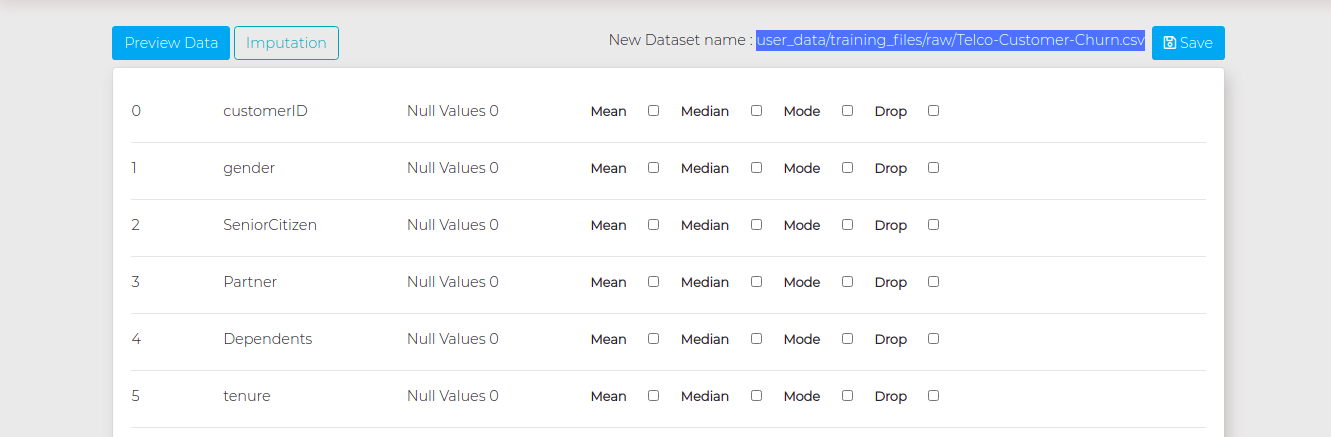 Preview Data Imputation New Dataset name : user_data/training_files/raw/Telco-Customer-Churn.csv Save
0 customerID Null Values 0 Mean Median Mode Drop
1 gender Null Values 0 Mean Median Mode Drop
2 SeniorCitizen Null Values 0 Mean Median Mode Drop
3 Partner Null Values 0 Mean Median Mode Drop
4 Dependents Null Values 0 Mean Median Mode Drop
5 tenure Null Values 0 Mean Median Mode Drop